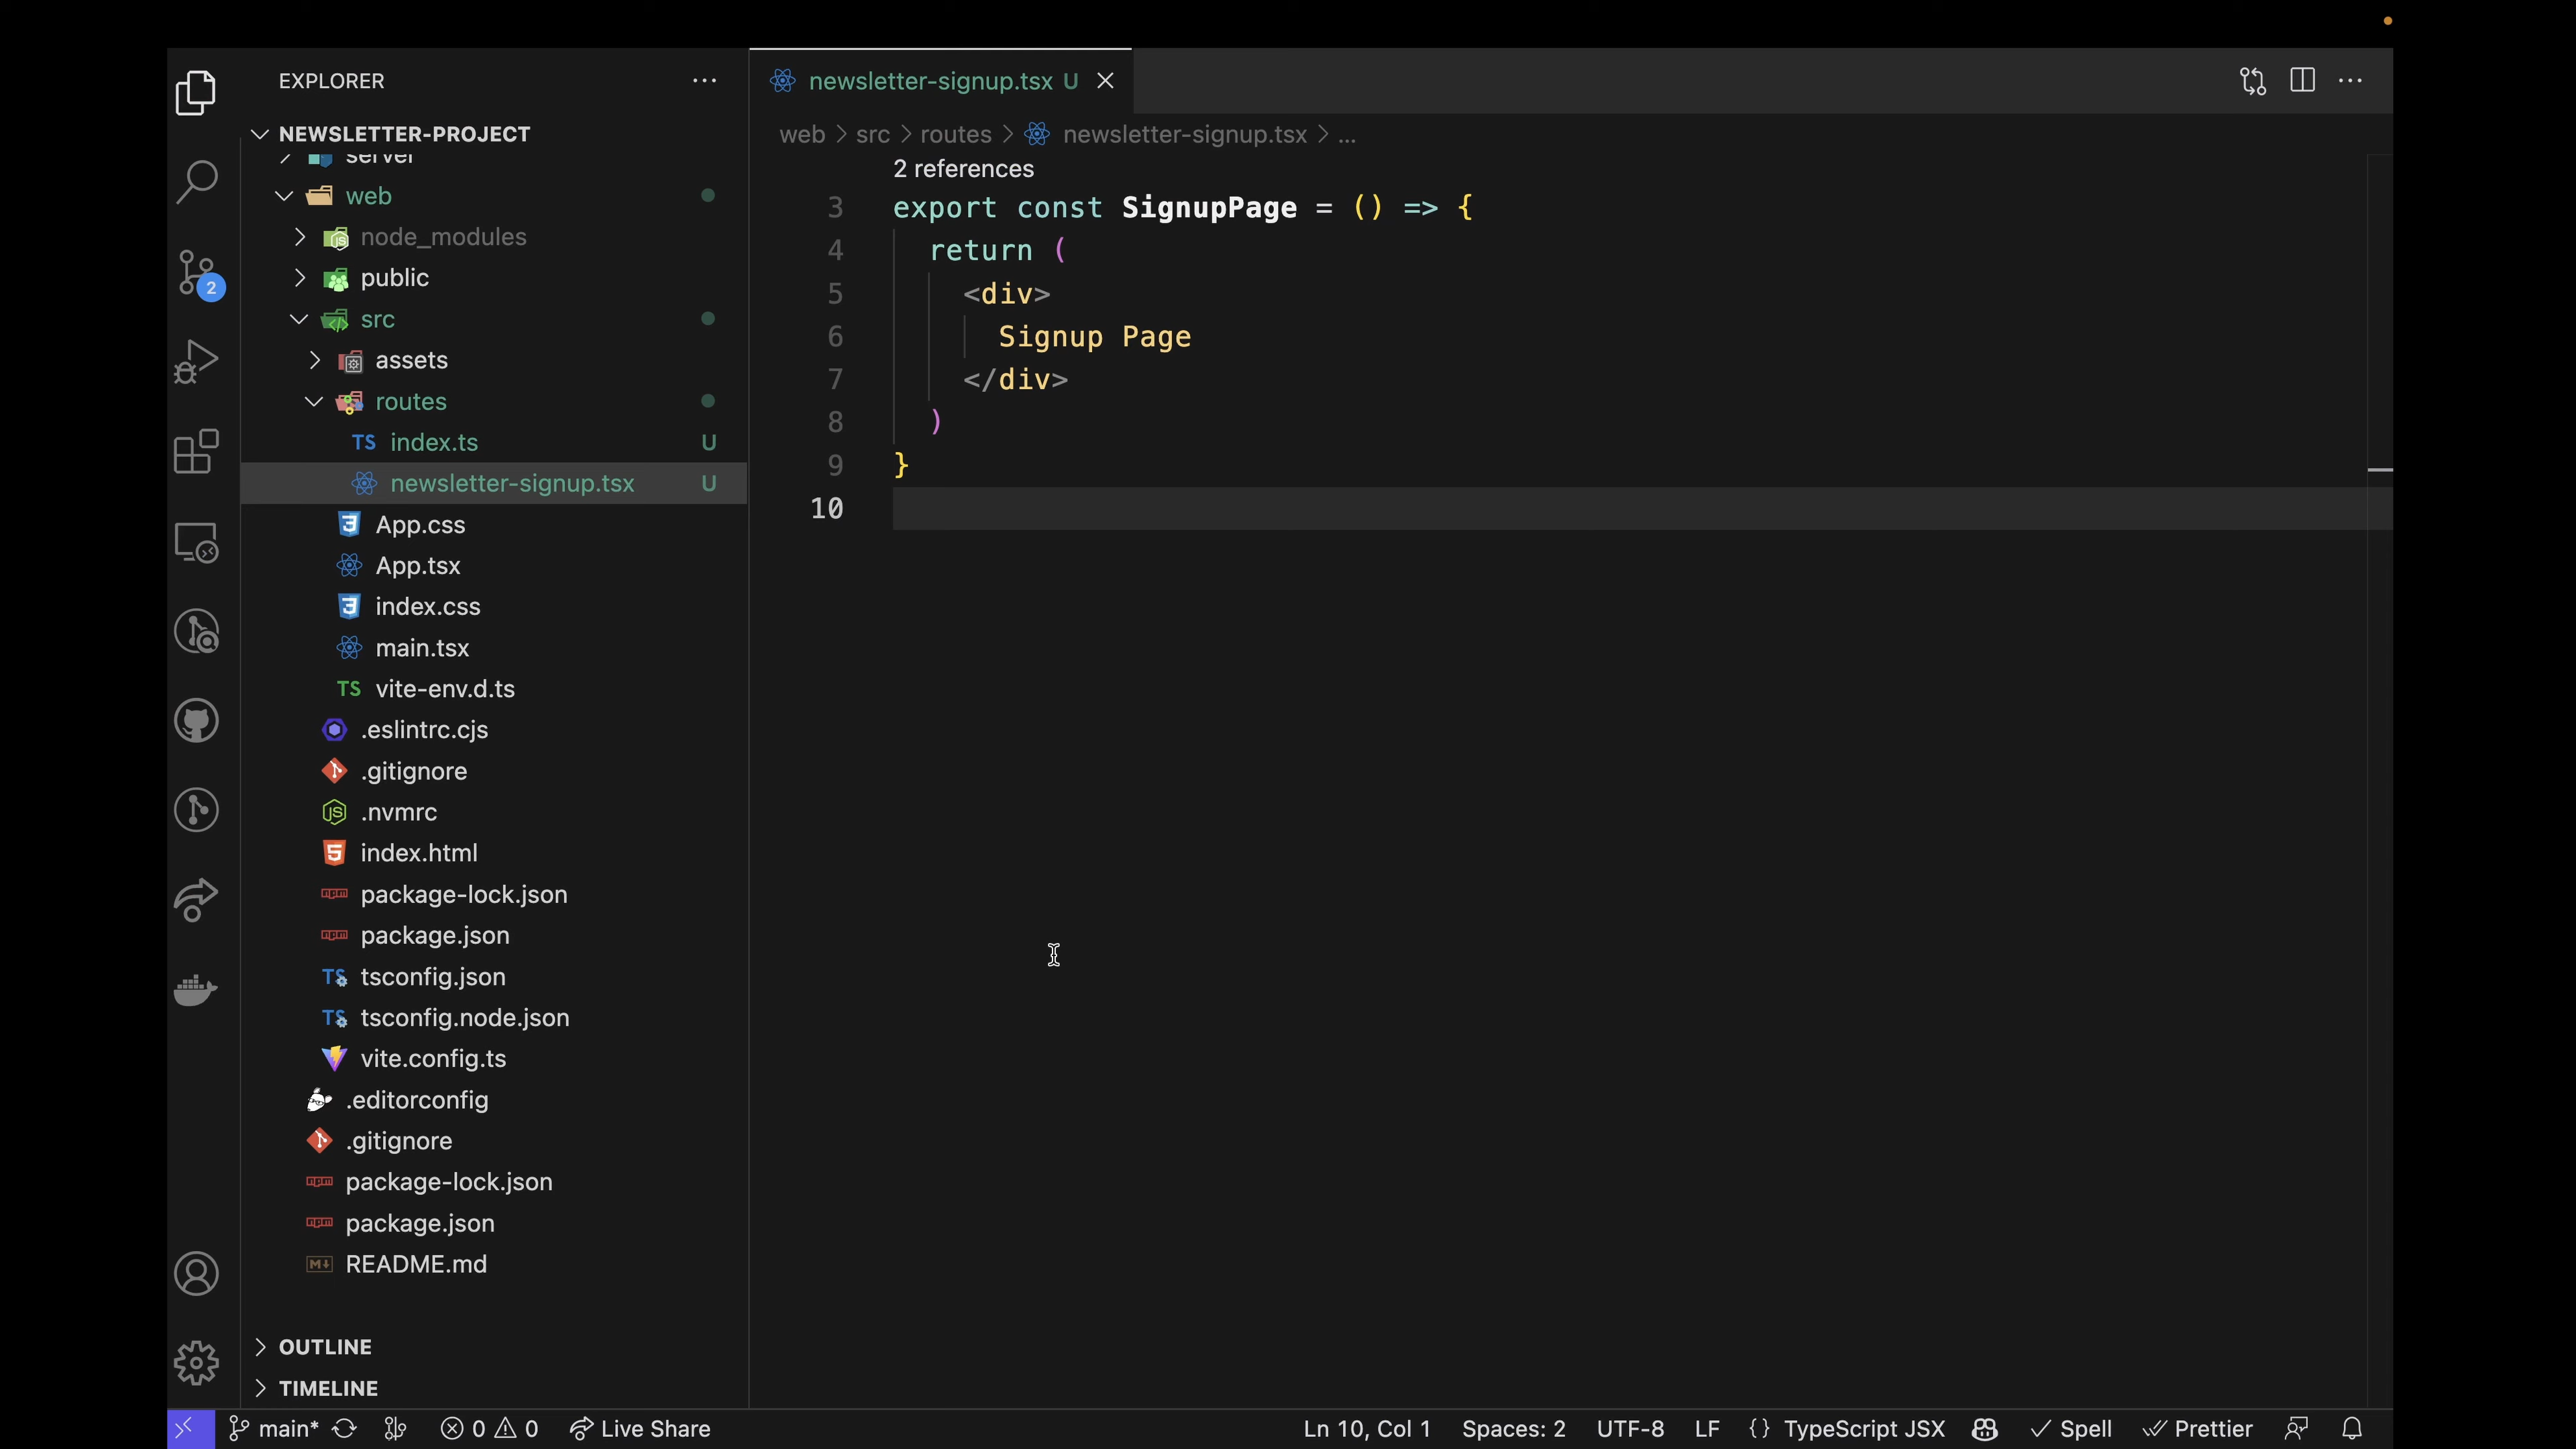 EXPLORER
NEWSLETTER-PROJECT
server
web
node_modules
public
src
assets
routes
TS index.ts U
newsletter-signup.tsx U
App.css
App.tsx
index.css
main.tsx
TS vite-env.d.ts
.eslintrc.cjs
.gitignore
.nvmrc
index.html
package-lock.json
package.json
tsconfig.json
tsconfig.node.json
vite.config.ts
.editorconfig
.gitignore
package-lock.json
package.json
README.md
OUTLINE
TIMELINE
2
newsletter-signup.tsx U
web > src > routes > newsletter-signup.tsx > ...
2 references
3 export const SignupPage = () => {
4 return (
5 <div>
6 Signup Page
7 </div>
8 )
9 }
10
main* 0 0 Live Share
Ln 10, Col 1 Spaces: 2 UTF-8 LF {} TypeScript JSX Spell Prettier